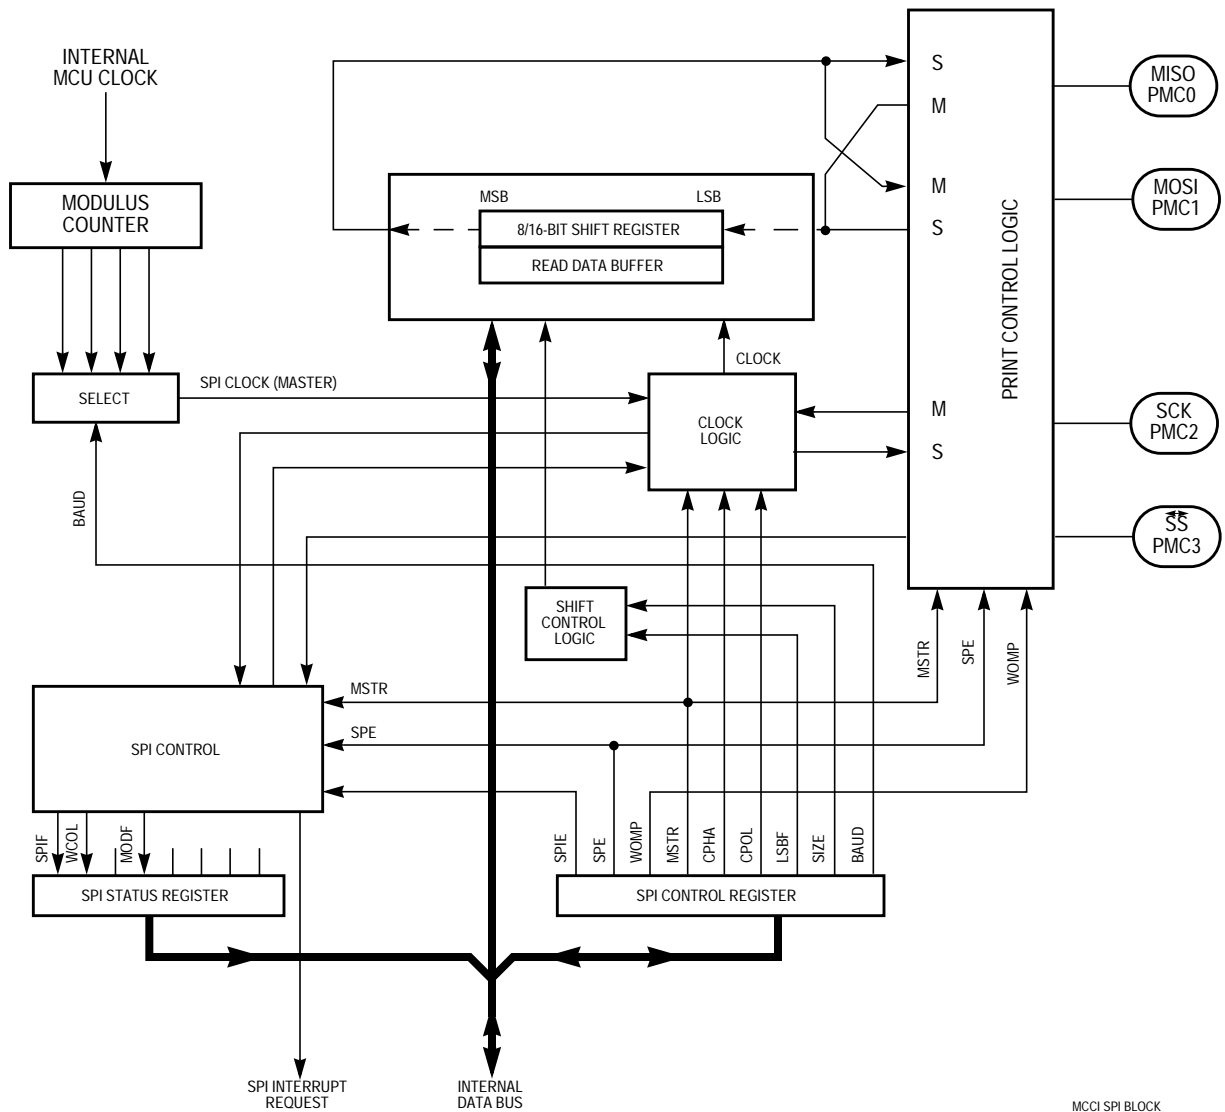 INTERNAL
MCU CLOCK
MODULUS
COUNTER
SELECT
SPI CLOCK (MASTER)
BAUD
MSB
LSB
8/16-BIT SHIFT REGISTER
READ DATA BUFFER
CLOCK
CLOCK
LOGIC
S
M
M
S
M
S
PRINT CONTROL LOGIC
MISO
PMC0
MOSI
PMC1
SCK
PMC2
SS
PMC3
SHIFT
CONTROL
LOGIC
MSTR
SPE
WOMP
MSTR
SPE
SPI CONTROL
SPIF
WCOL
MODF
SPI STATUS REGISTER
SPIE
SPE
WOMP
MSTR
CPHA
CPOL
LSBF
SIZE
BAUD
SPI CONTROL REGISTER
SPI INTERRUPT
REQUEST
INTERNAL
DATA BUS
MCCI SPI BLOCK